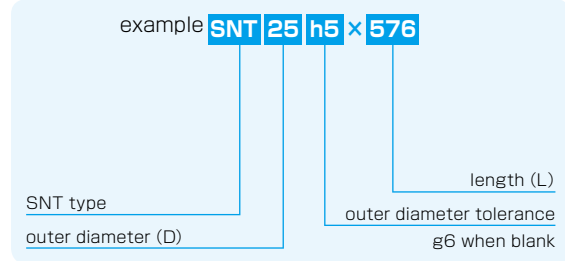 example SNT 25 h5 × 576
length (L)
SNT type
outer diameter tolerance
outer diameter (D)
g6 when blank